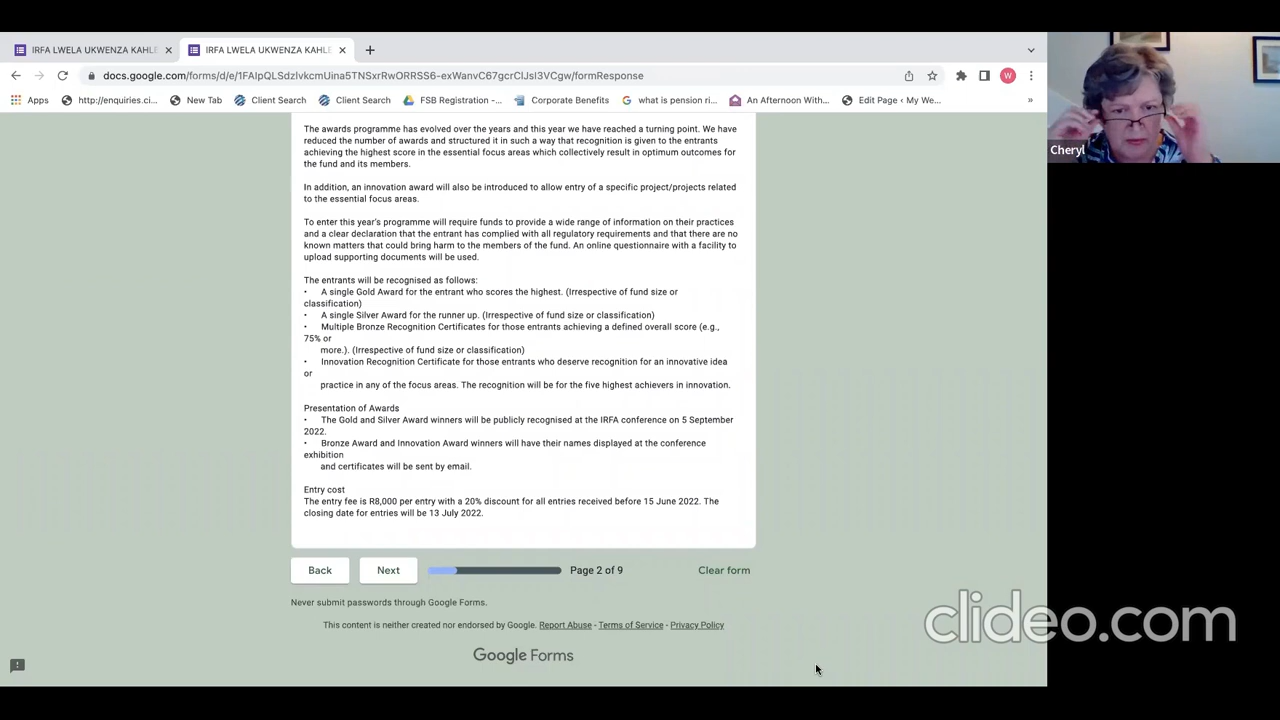 IRFA LWELA UKWENZA KAHLE
IRFA LWELA UKWENZA KAHLE
docs.google.com/forms/d/e/1FAIpQLSdzIvkcmUina5TNSxrRwORRSS6-exWanvC67gcrCIJsI3VCgw/formResponse
W
Apps
http://enquiries.ci...
New Tab
Client Search
Client Search
FSB Registration -...
Corporate Benefits
what is pension ri...
An Afternoon With...
Edit Page ‹ My We...
»
Cheryl
The awards programme has evolved over the years and this year we have reached a turning point. We have
reduced the number of awards and structured it in such a way that recognition is given to the entrants
achieving the highest score in the essential focus areas which collectively result in optimum outcomes for
the fund and its members.
In addition, an innovation award will also be introduced to allow entry of a specific project/projects related
to the essential focus areas.
To enter this year's programme will require funds to provide a wide range of information on their practices
and a clear declaration that the entrant has complied with all regulatory requirements and that there are no
known matters that could bring harm to the members of the fund. An online questionnaire with a facility to
upload supporting documents will be used.
The entrants will be recognised as follows:
• A single Gold Award for the entrant who scores the highest. (Irrespective of fund size or
classification)
• A single Silver Award for the runner up. (Irrespective of fund size or classification)
• Multiple Bronze Recognition Certificates for those entrants achieving a defined overall score (e.g.,
75% or
more.). (Irrespective of fund size or classification)
• Innovation Recognition Certificate for those entrants who deserve recognition for an innovative idea
or
practice in any of the focus areas. The recognition will be for the five highest achievers in innovation.
Presentation of Awards
• The Gold and Silver Award winners will be publicly recognised at the IRFA conference on 5 September
2022.
• Bronze Award and Innovation Award winners will have their names displayed at the conference
exhibition
and certificates will be sent by email.
Entry cost
The entry fee is R8,000 per entry with a 20% discount for all entries received before 15 June 2022. The
closing date for entries will be 13 July 2022.
Back
Next
Page 2 of 9
Clear form
Never submit passwords through Google Forms.
This content is neither created nor endorsed by Google. Report Abuse - Terms of Service - Privacy Policy
Google Forms
clideo.com